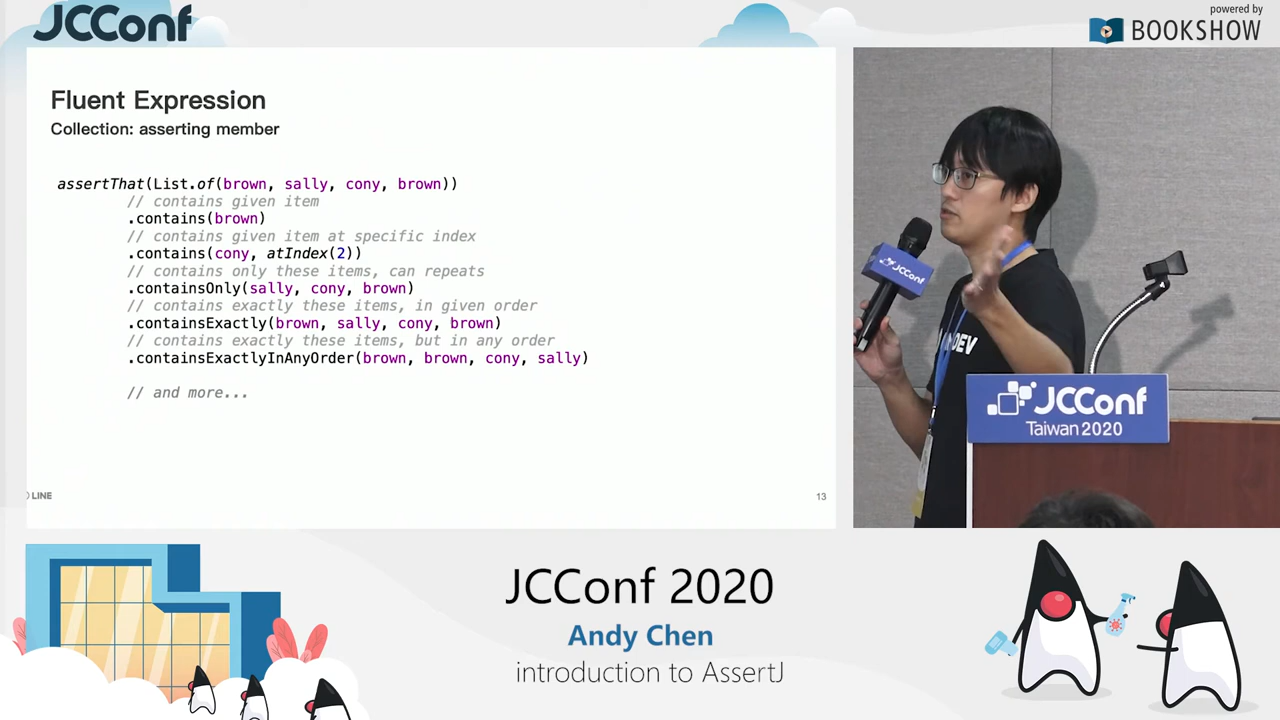 JCConf
powered by
BOOKSHOW
Fluent Expression
Collection: asserting member
assertThat(List.of(brown, sally, cony, brown))
// contains given item
.contains(brown)
// contains given item at specific index
.contains(cony, atIndex(2))
// contains only these items, can repeats
.containsOnly(sally, cony, brown)
// contains exactly these items, in given order
.containsExactly(brown, sally, cony, brown)
// contains exactly these items, but in any order
.containsExactlyInAnyOrder(brown, brown, cony, sally)
// and more...
LINE
13
JCConf
DEV
JCConf
Taiwan 2020
JCConf 2020
Andy Chen
introduction to AssertJ